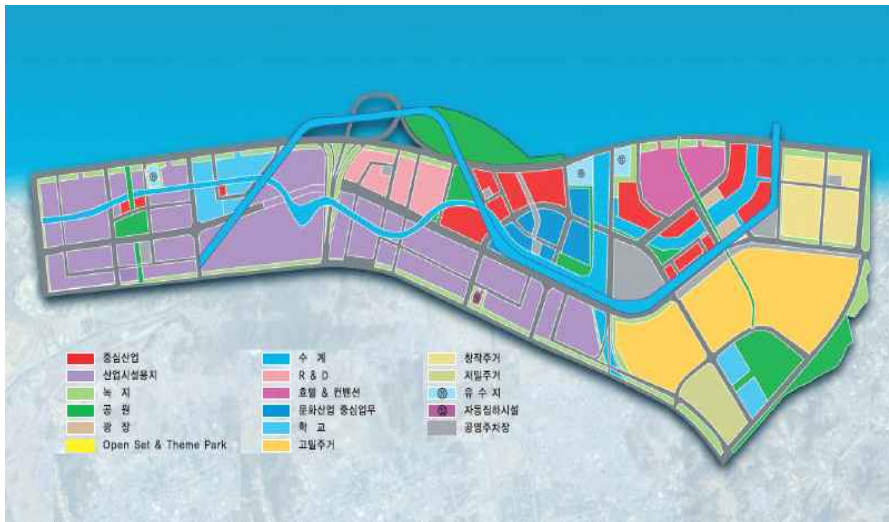 중심산업
산업시설용지
녹 지
공 원
광 장
Open Set & Theme Park
수 계
R & D
호텔 & 컨벤션
문화산업 중심업무
학 교
고밀주거
창작주거
저밀주거
유 수 지
자동집하시설
공영주차장